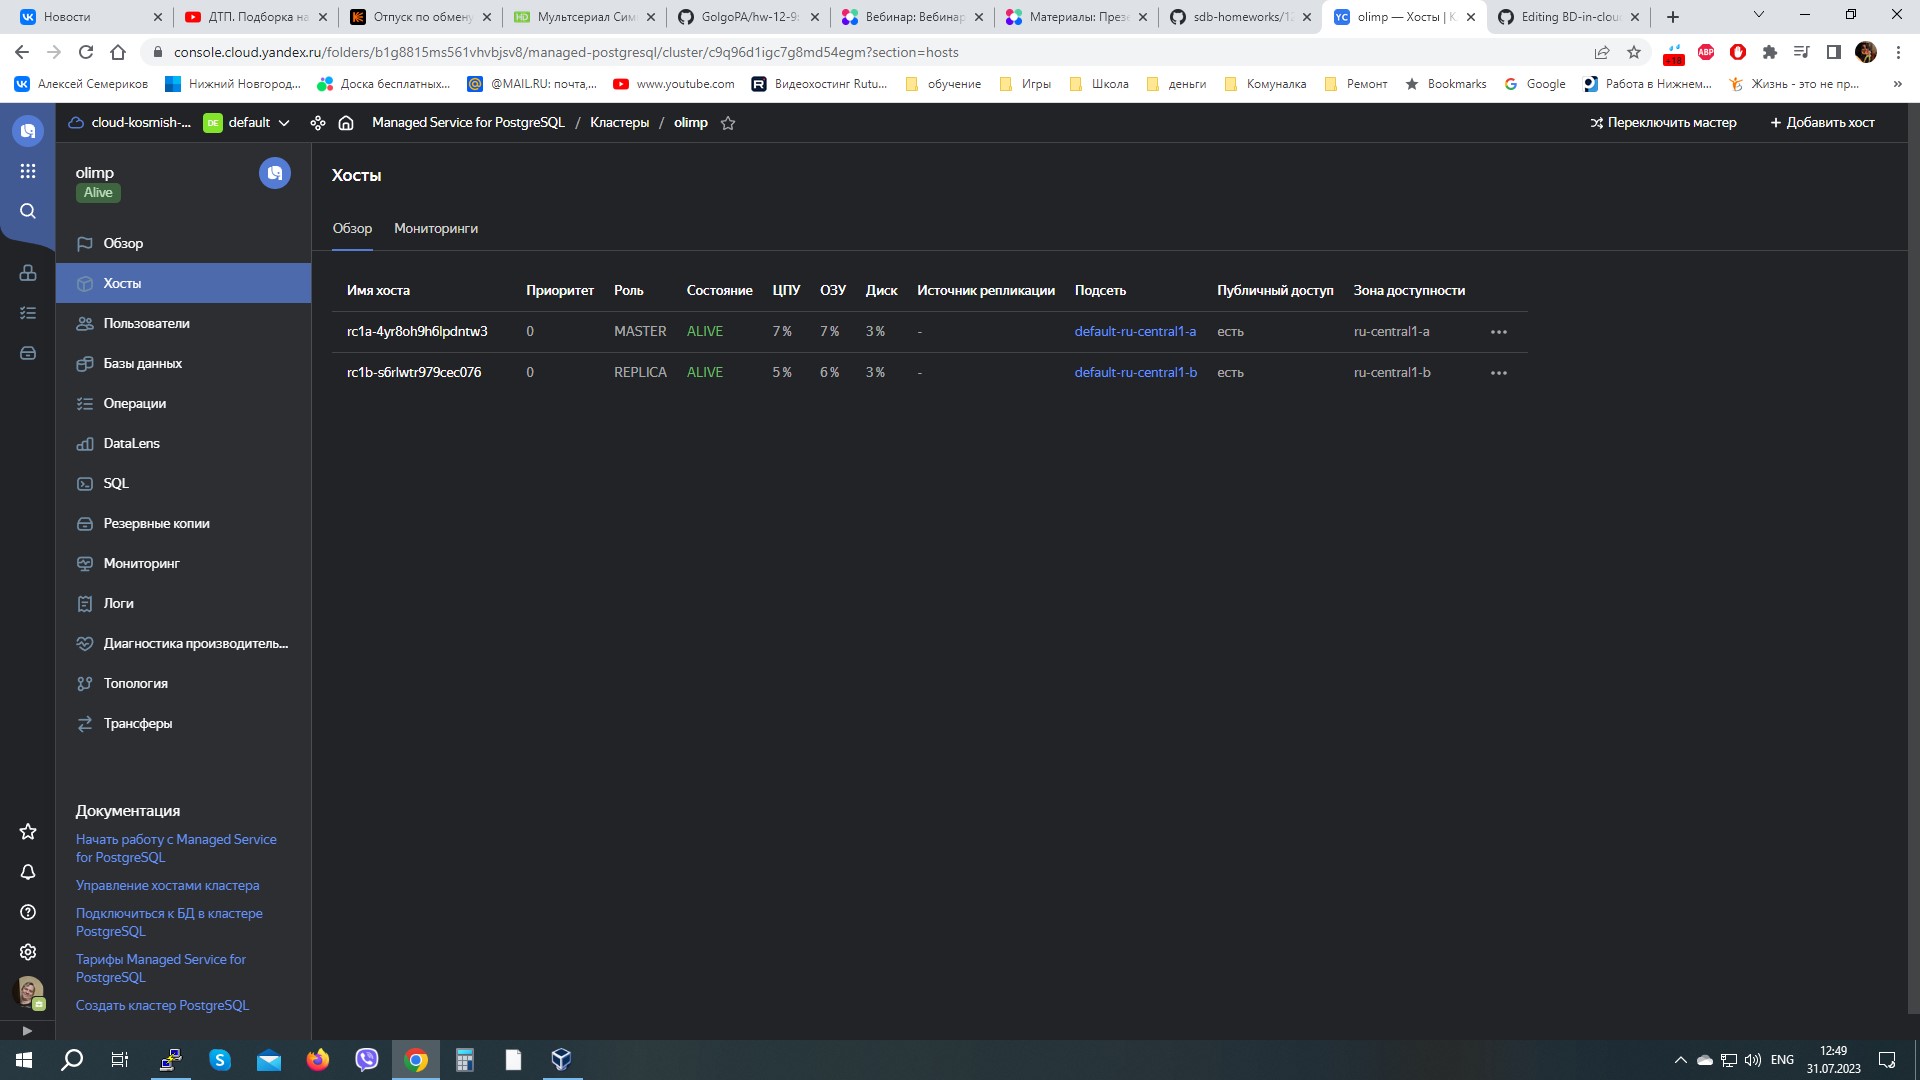 Новости
ДТП. Подборка на
Отпуск по обмену
Мультсериал Сим
GolgoPA/hw-12-9:
Вебинар: Вебинар
Материалы: Презе
sdb-homeworks/12
olimp — Хосты | К
Editing BD-in-clou
console.cloud.yandex.ru/folders/b1g8815ms561vhvbjsv8/managed-postgresql/cluster/c9q96d1igc7g8md54egm?section=hosts
+18
ABP
Алексей Семериков
Нижний Новгород...
Доска бесплатных...
@MAIL.RU: почта,...
www.youtube.com
Видеохостинг Rutu...
обучение
Игры
Школа
деньги
Комуналка
Ремонт
Bookmarks
Google
Работа в Нижнем...
Жизнь - это не пр...
»
cloud-kosmish-...
DE default
Managed Service for PostgreSQL / Кластеры / olimp
Переключить мастер
+ Добавить хост
olimp
Alive
Обзор
Хосты
Пользователи
Базы данных
Операции
DataLens
SQL
Резервные копии
Мониторинг
Логи
Диагностика производитель...
Топология
Трансферы
Документация
Начать работу с Managed Service
for PostgreSQL
Управление хостами кластера
Подключиться к БД в кластере
PostgreSQL
Тарифы Managed Service for
PostgreSQL
Создать кластер PostgreSQL
Хосты
Обзор Мониторинги
Имя хоста Приоритет Роль Состояние ЦПУ ОЗУ Диск Источник репликации Подсеть Публичный доступ Зона доступности
rc1a-4yr8oh9h6lpdntw3 0 MASTER ALIVE 7 % 7 % 3 % - default-ru-central1-a есть ru-central1-a
rc1b-s6rlwtr979cec076 0 REPLICA ALIVE 5 % 6 % 3 % - default-ru-central1-b есть ru-central1-b
ENG
12:49
31.07.2023